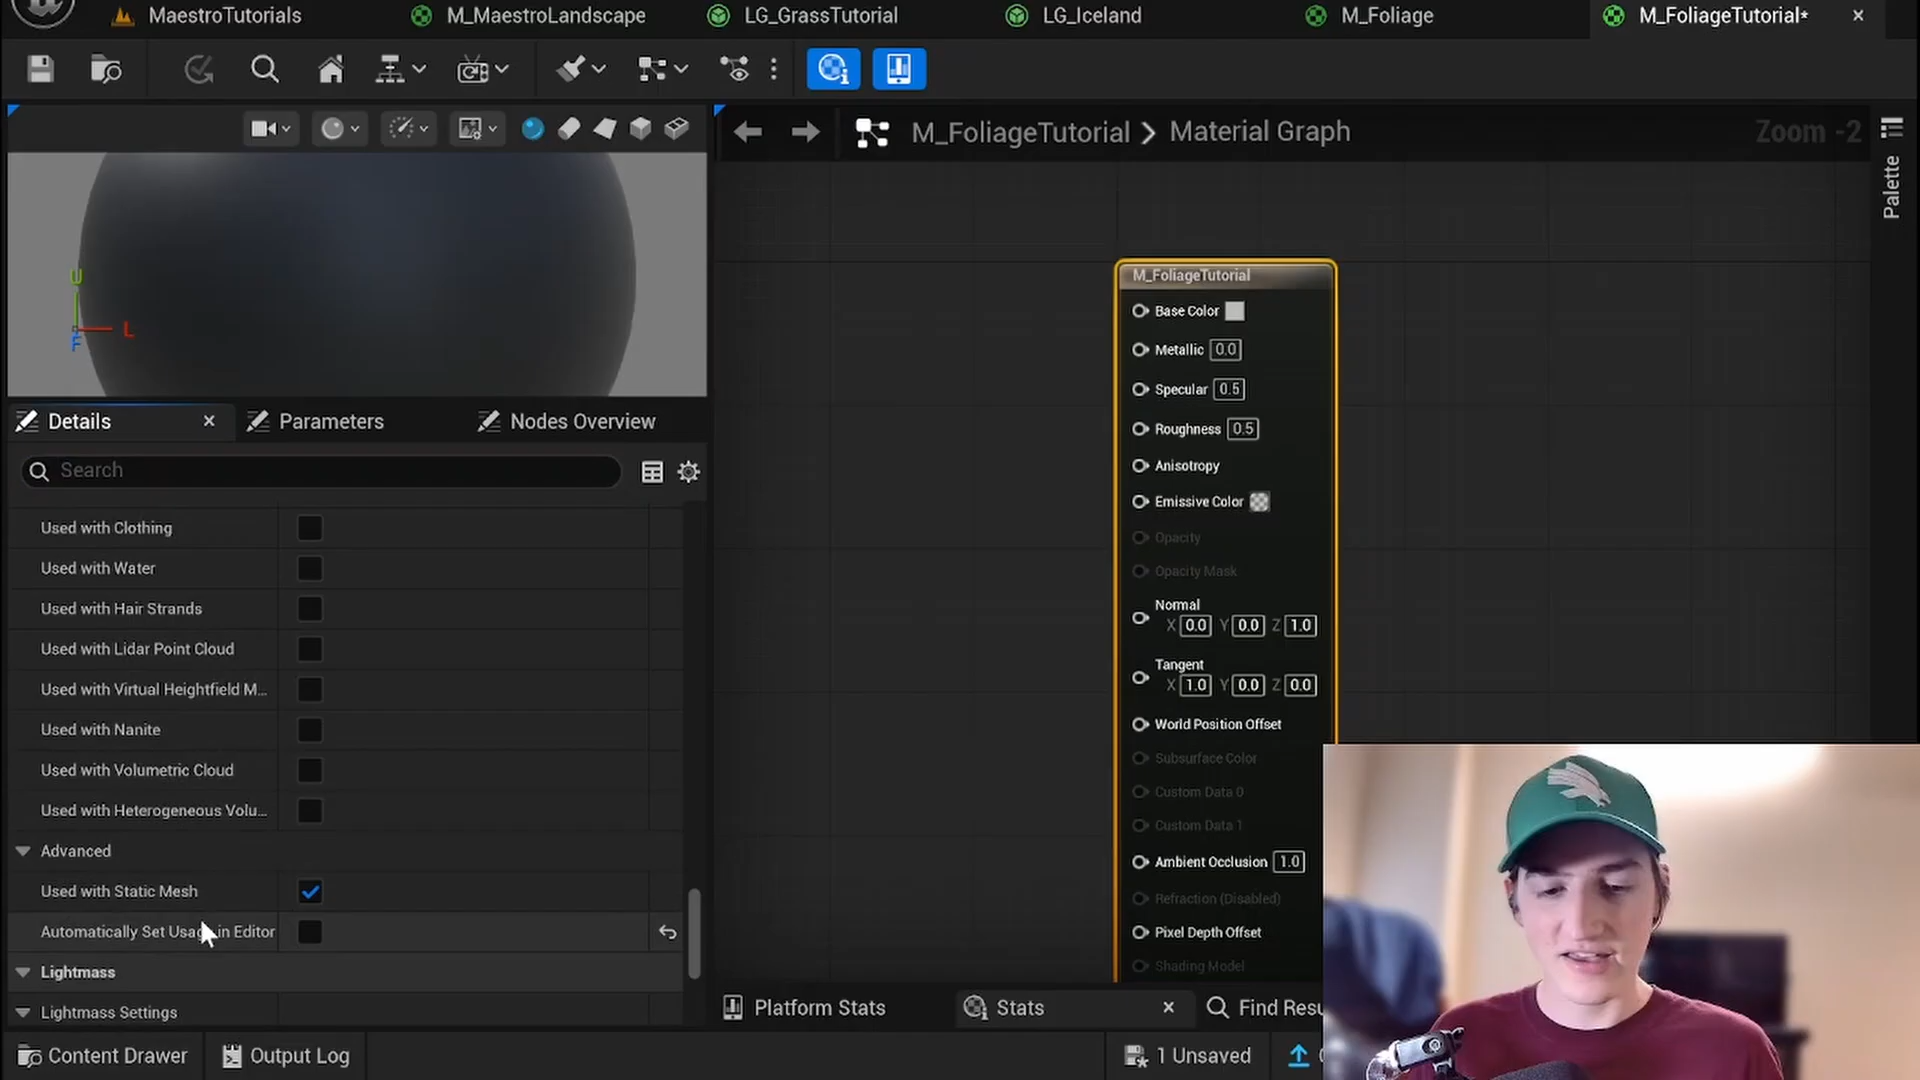 MaestroTutorials
M_MaestroLandscape
LG_GrassTutorial
LG_Iceland
M_Foliage
M_FoliageTutorial*
M_FoliageTutorial
Material Graph
Zoom -2
Palette
U
L
F
Details
Parameters
Nodes Overview
Search
Used with Clothing
Used with Water
Used with Hair Strands
Used with Lidar Point Cloud
Used with Virtual Heightfield M...
Used with Nanite
Used with Volumetric Cloud
Used with Heterogeneous Volu...
Advanced
Used with Static Mesh
Automatically Set in Editor
Lightmass
Lightmass Settings
M_FoliageTutorial
Base Color
Metallic 0.0
Specular 0.5
Roughness 0.5
Anisotropy
Emissive Color
Opacity
Opacity Mask
Normal
X 0.0 Y 0.0 Z 1.0
Tangent
X 1.0 Y 0.0 Z 0.0
World Position Offset
Subsurface Color
Custom Data 0
Custom Data 1
Ambient Occlusion 1.0
Refraction (Disabled)
Pixel Depth Offset
Shading Model
Platform Stats
Stats
Find Resu
Content Drawer
Output Log
1 Unsaved